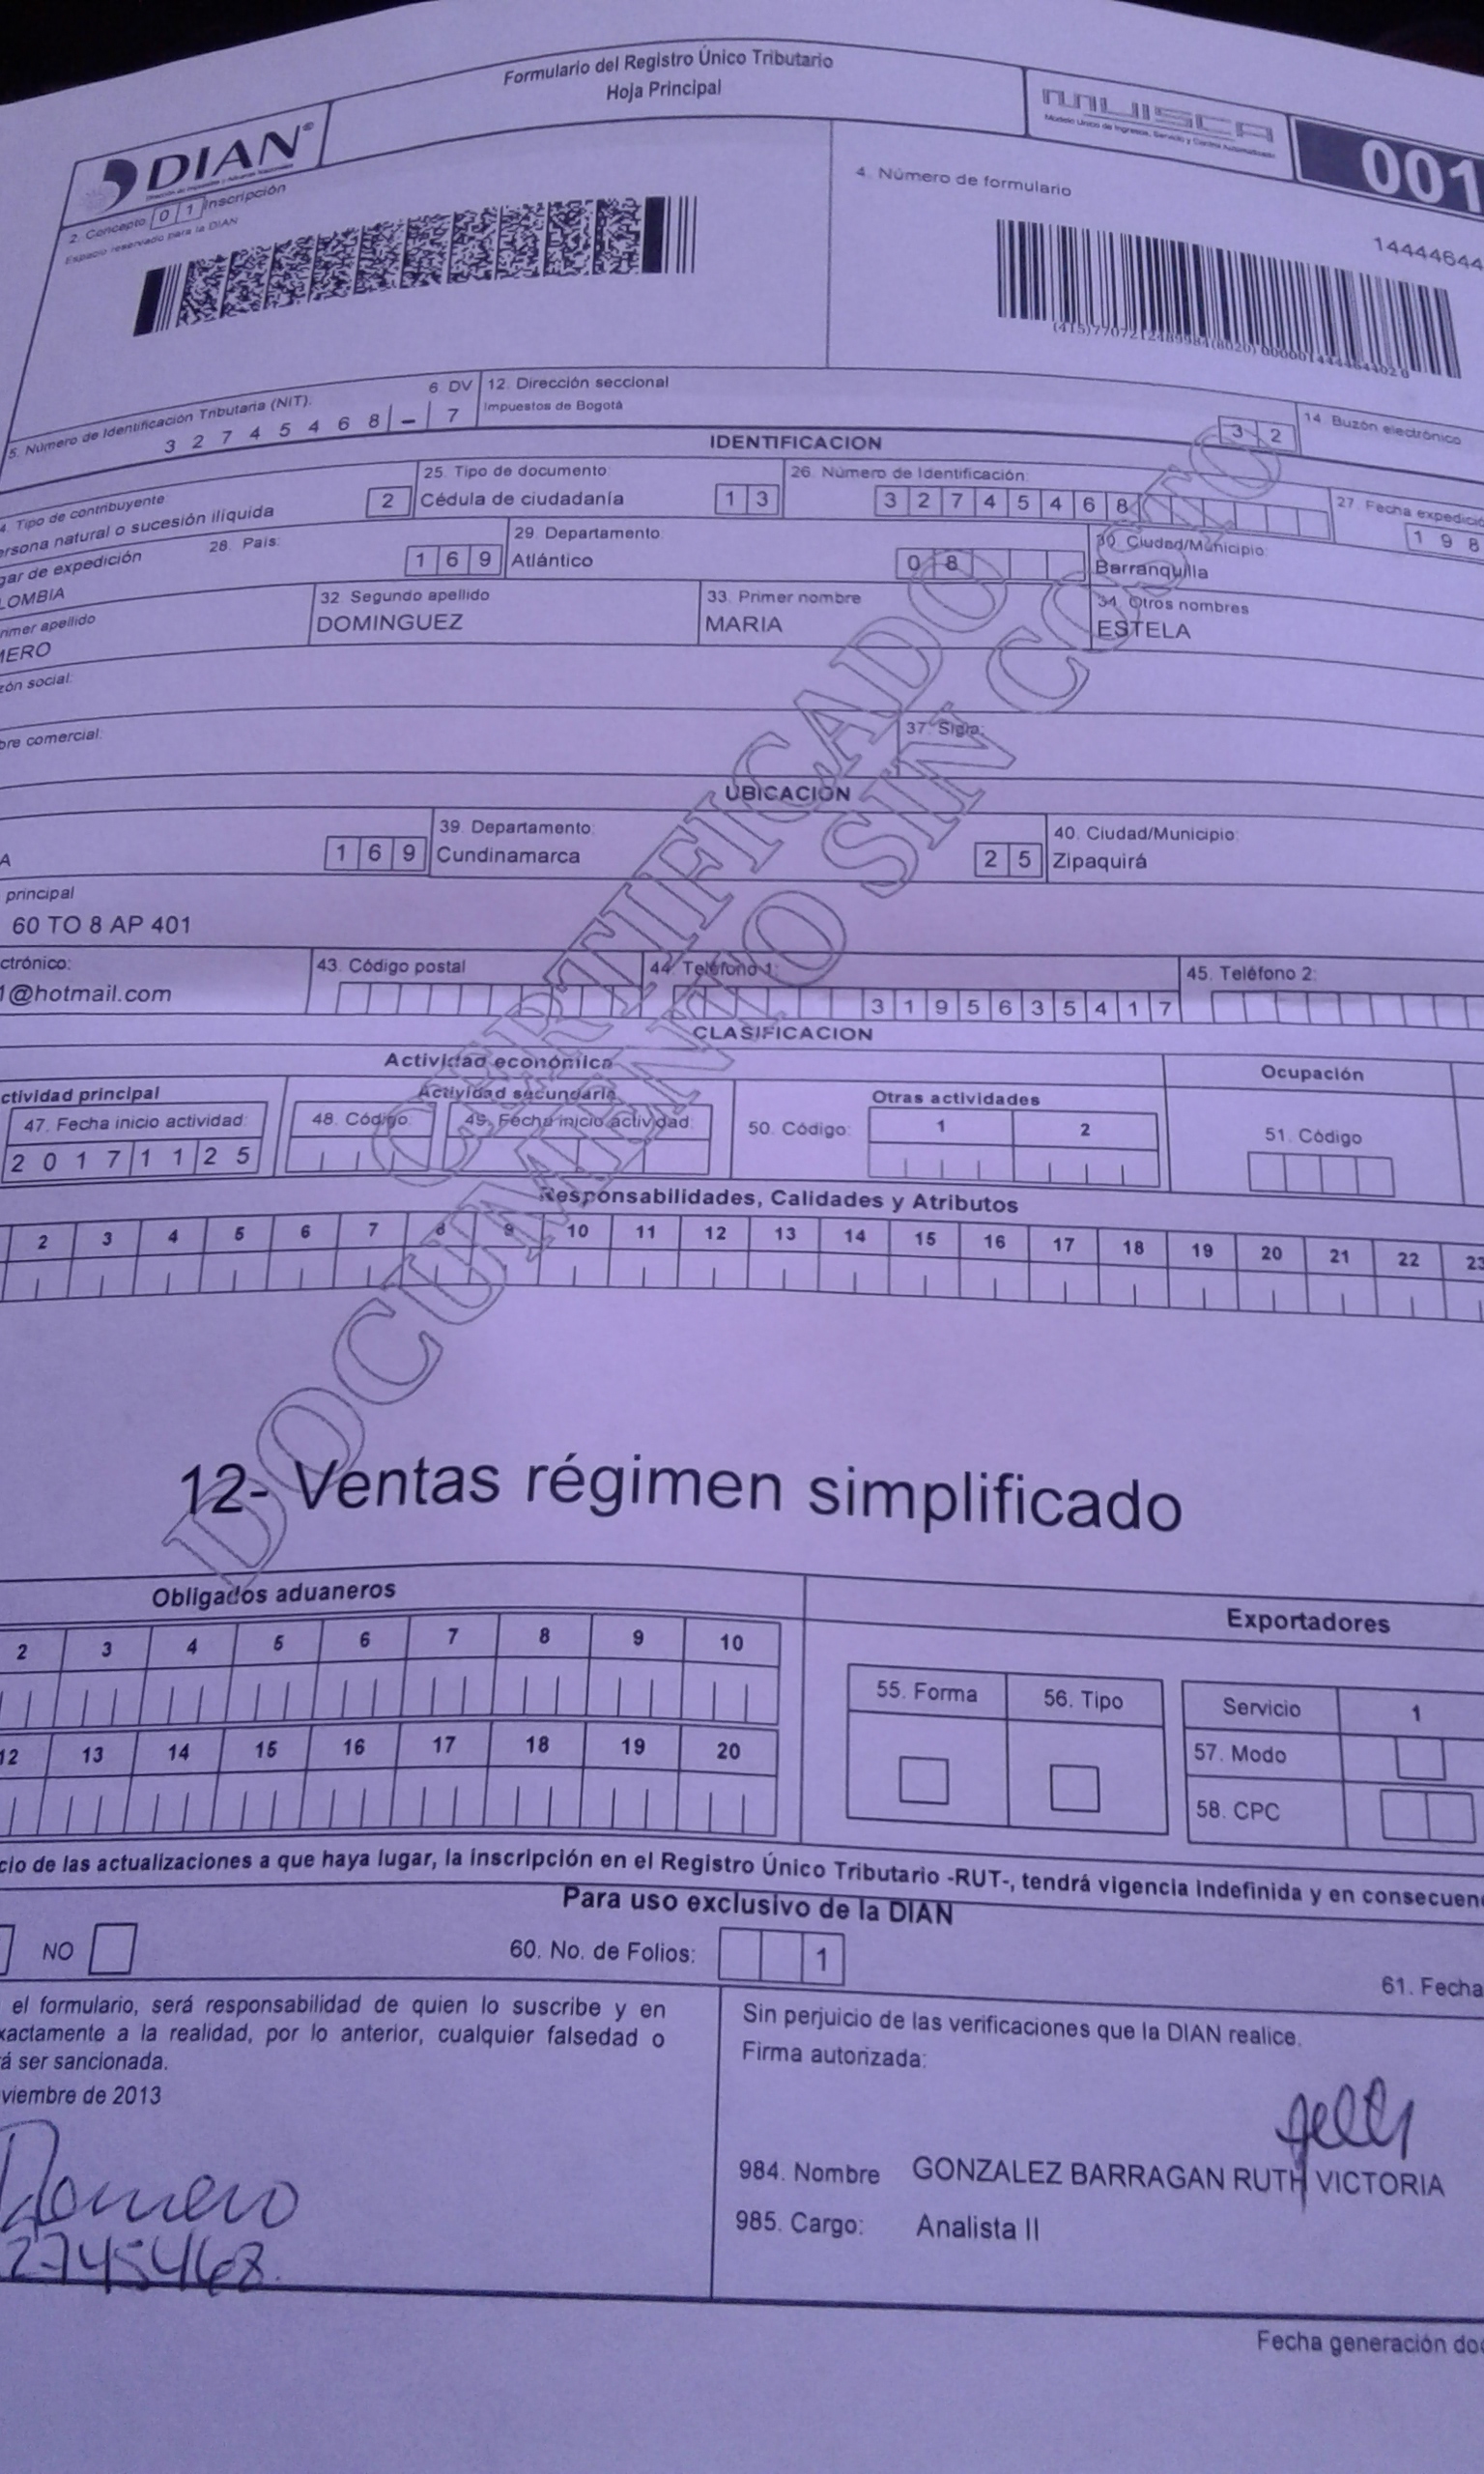 Formulario del Registro Único Tributario
Hoja Principal
DIAN®
MUISCA
Modelo Único de Ingresos, Servicio y Control Automatizado
001
2. Concepto 0 1 Inscripción
Espacio reservado para la DIAN
4. Número de formulario
14444644
5. Número de Identificación Tributaria (NIT):
6. DV
12. Dirección seccional
14. Buzón electrónico
3 2 7 4 5 4 6 8 - 7
Impuestos de Bogotá
3 2
IDENTIFICACION
4. Tipo de contribuyente:
25. Tipo de documento:
26. Número de Identificación:
27. Fecha expedició
ersona natural o sucesión ilíquida
2
Cédula de ciudadanía
1 3
3 2 7 4 5 4 6 8
1 9 8
gar de expedición
28. País:
29. Departamento:
30. Ciudad/Municipio:
LOMBIA
1 6 9
Atlántico
0 8
Barranquilla
rimer apellido
32. Segundo apellido
33. Primer nombre
34. Otros nombres
MERO
DOMINGUEZ
MARIA
ESTELA
zón social:
bre comercial:
37. Sigla:
UBICACION
39. Departamento:
40. Ciudad/Municipio:
A
1 6 9
Cundinamarca
2 5
Zipaquirá
principal
60 TO 8 AP 401
ctrónico:
43. Código postal
44. Teléfono 1:
45. Teléfono 2:
1@hotmail.com
3 1 9 5 6 3 5 4 1 7
CLASIFICACION
Actividad económica
Ocupación
ctividad principal
Actividad secundaria
Otras actividades
47. Fecha inicio actividad:
48. Código:
49. Fecha inicio actividad:
50. Código:
1
2
51. Código
2 0 1 7 1 1 2 5
Responsabilidades, Calidades y Atributos
2 3 4 5 6 7 8 9 10 11 12 13 14 15 16 17 18 19 20 21 22 23
12- Ventas régimen simplificado
CERTIFICADO
DOCUMENTO SIN COSTO
Obligados aduaneros
Exportadores
2 3 4 5 6 7 8 9 10
55. Forma
56. Tipo
Servicio
1
57. Modo
12 13 14 15 16 17 18 19 20
58. CPC
cio de las actualizaciones a que haya lugar, la inscripción en el Registro Único Tributario -RUT-, tendrá vigencia indefinida y en consecuen
Para uso exclusivo de la DIAN
NO
60. No. de Folios:
1
61. Fecha
el formulario, será responsabilidad de quien lo suscribe y en
xactamente a la realidad, por lo anterior, cualquier falsedad o
á ser sancionada.
viembre de 2013
Sin perjuicio de las verificaciones que la DIAN realice.
Firma autorizada:
Romero
2745468.
984. Nombre GONZALEZ BARRAGAN RUTH VICTORIA
985. Cargo: Analista II
Fecha generación doc